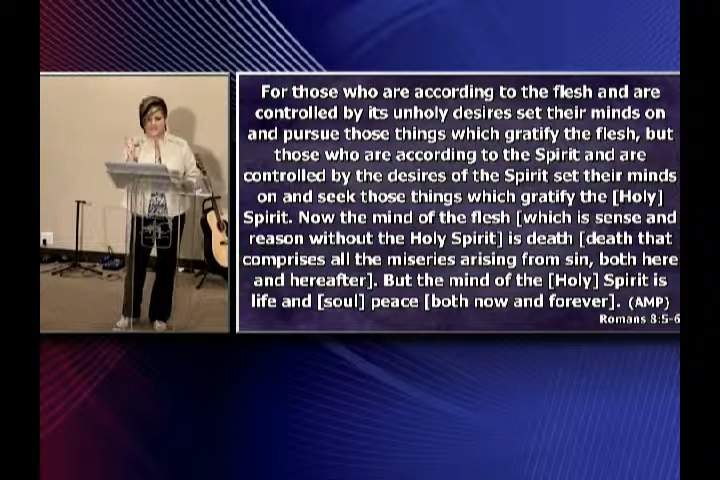 For those who are according to the flesh and are
controlled by its unholy desires set their minds on
and pursue those things which gratify the flesh, but
those who are according to the Spirit and are
controlled by the desires of the Spirit set their minds
on and seek those things which gratify the [Holy]
Spirit. Now the mind of the flesh [which is sense and
reason without the Holy Spirit] is death [death that
comprises all the miseries arising from sin, both here
and hereafter]. But the mind of the [Holy] Spirit is
life and [soul] peace [both now and forever]. (AMP)
Romans 8:5-6